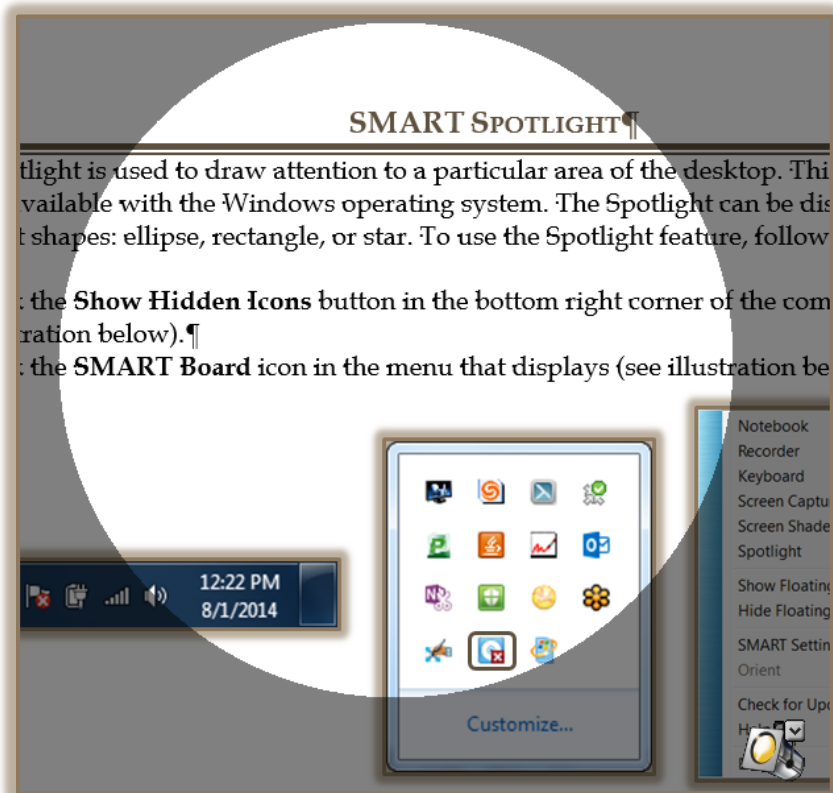 SMART SPOTLIGHT¶
tlight is used to draw attention to a particular area of the desktop. Thi
vailable with the Windows operating system. The Spotlight can be dis
t shapes: ellipse, rectangle, or star. To use the Spotlight feature, follow
the Show Hidden Icons button in the bottom right corner of the com
ration below).¶
the SMART Board icon in the menu that displays (see illustration be
12:22 PM
8/1/2014
Customize...
Notebook
Recorder
Keyboard
Screen Captu
Screen Shade
Spotlight
Show Floating
Hide Floating
SMART Settin
Orient
Check for Upd